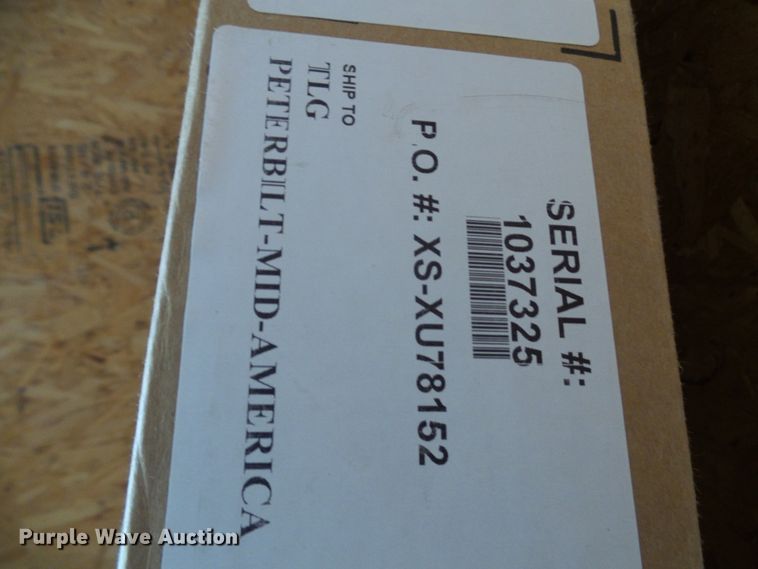 SERIAL #:
1037325
P.O. #: XS-XU78152
SHIP TO
TLG
PETERBILT-MID-AMERICA
Purple Wave Auction